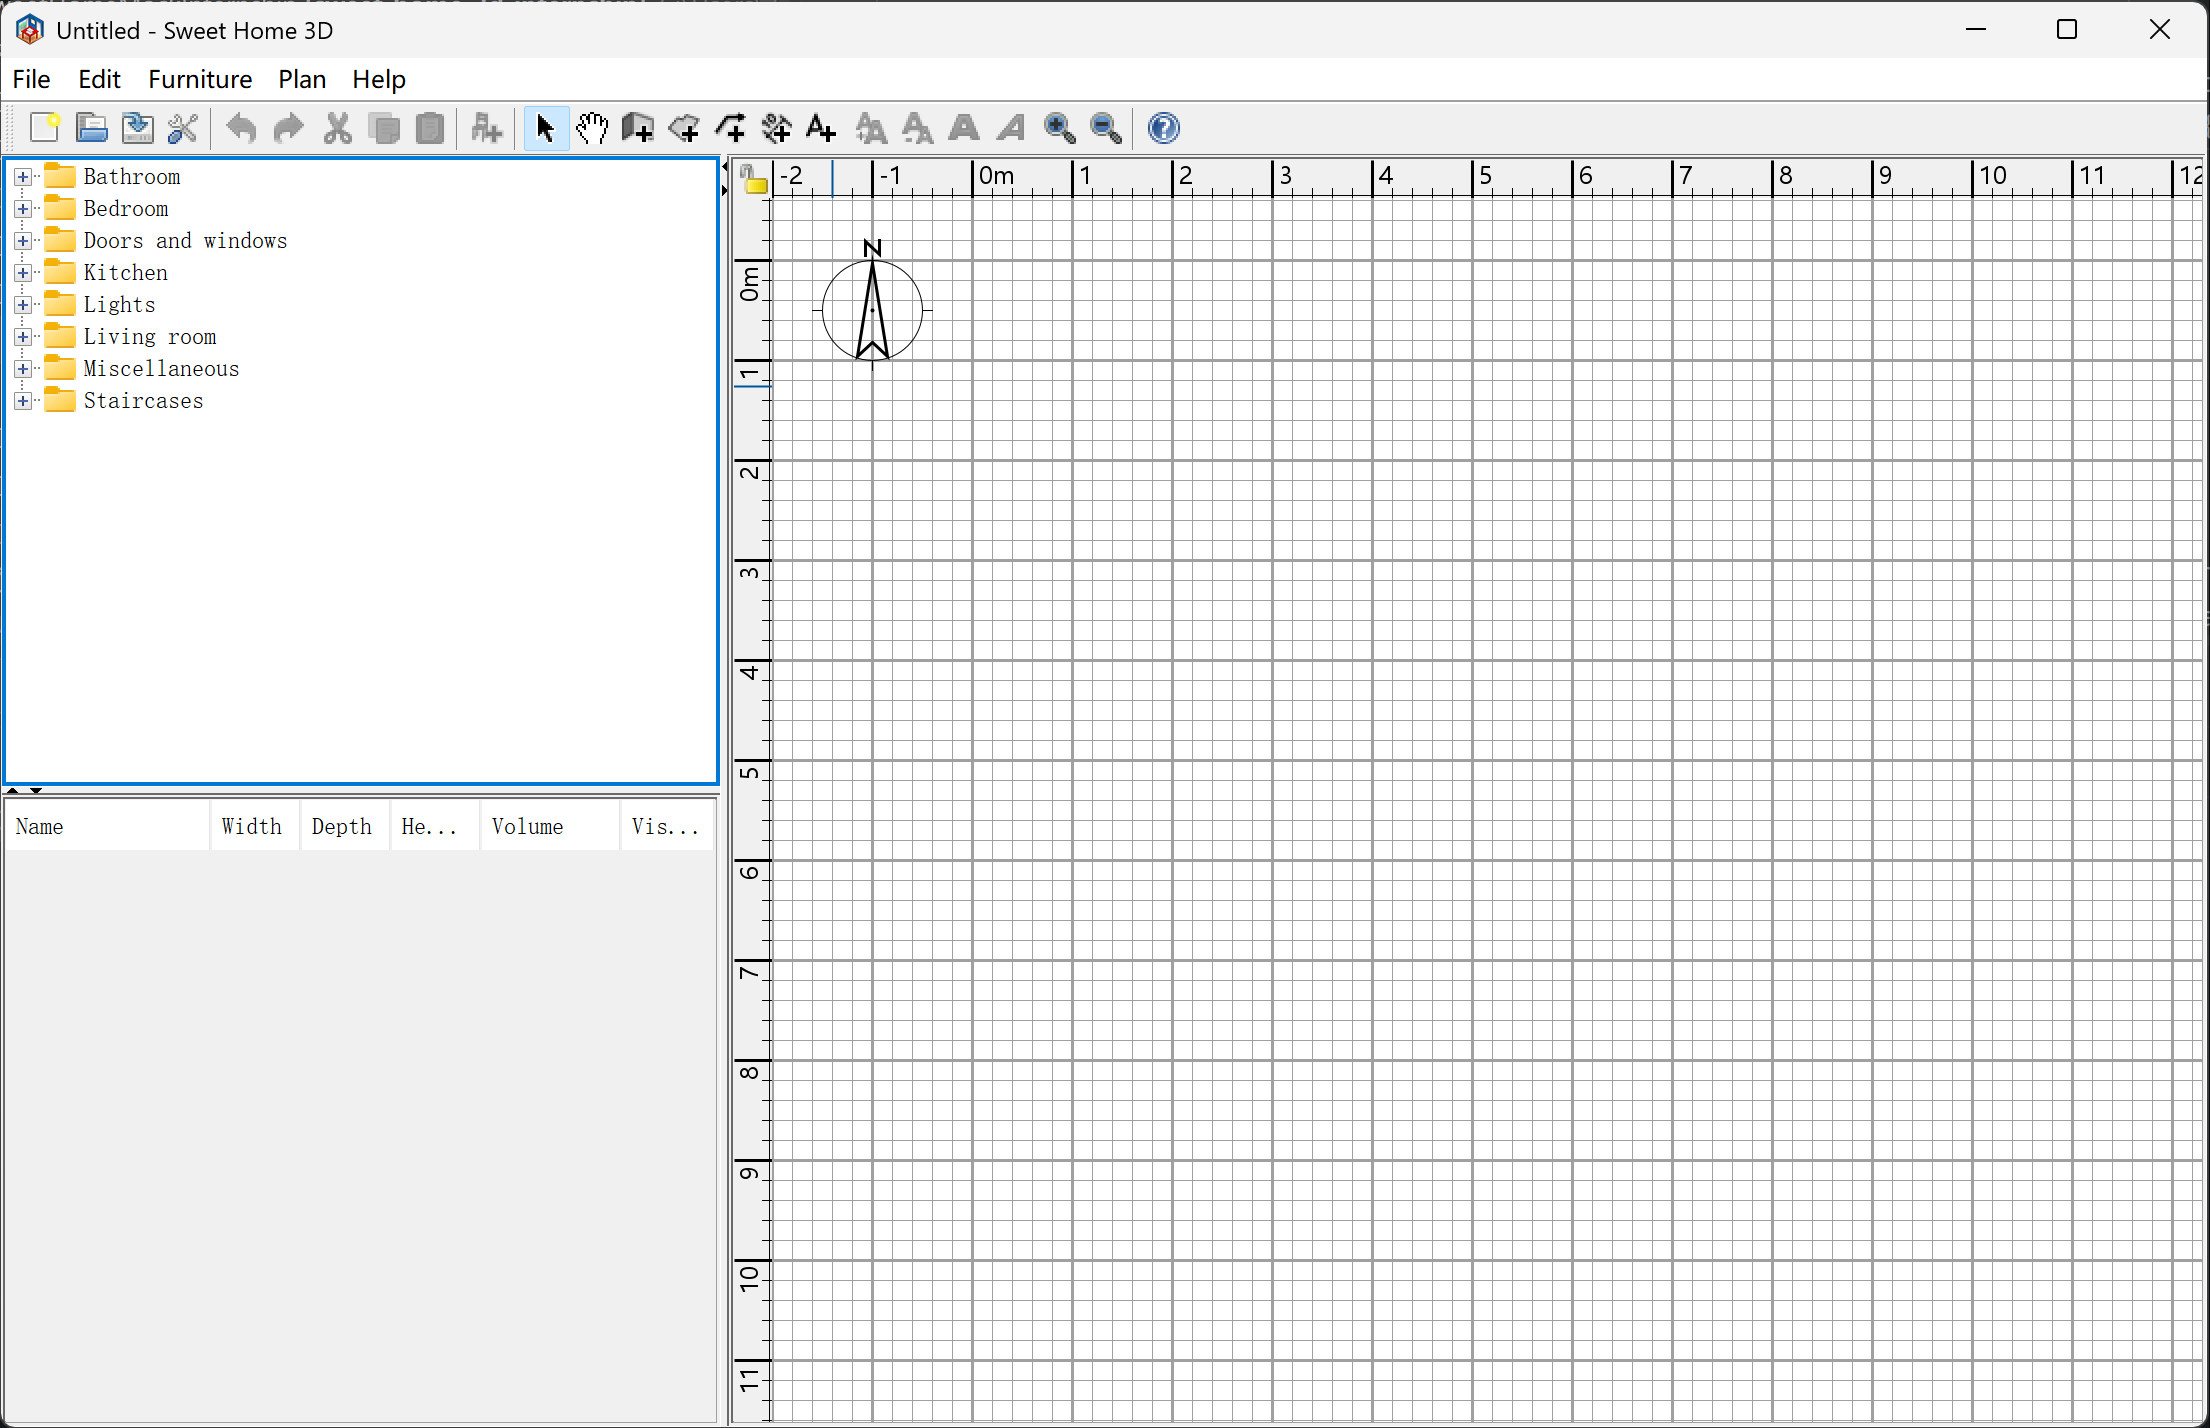 Untitled - Sweet Home 3D
File Edit Furniture Plan Help
Bathroom
Bedroom
Doors and windows
Kitchen
Lights
Living room
Miscellaneous
Staircases
Name Width Depth He... Volume Vis...
-2 -1 0m 1 2 3 4 5 6 7 8 9 10 11 12
N
0m
1
2
3
4
5
6
7
8
9
10
11